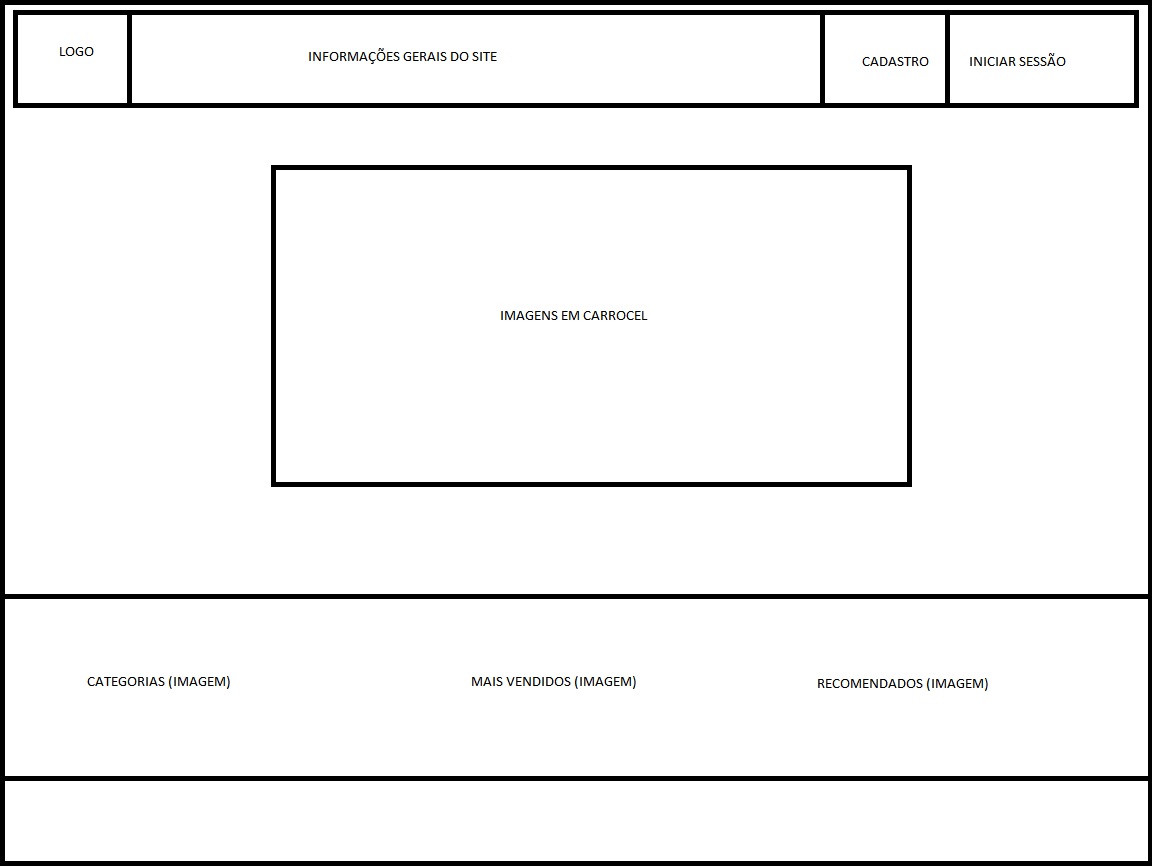 LOGO
INFORMAÇÕES GERAIS DO SITE
CADASTRO
INICIAR SESSÃO
IMAGENS EM CARROCEL
CATEGORIAS (IMAGEM)
MAIS VENDIDOS (IMAGEM)
RECOMENDADOS (IMAGEM)